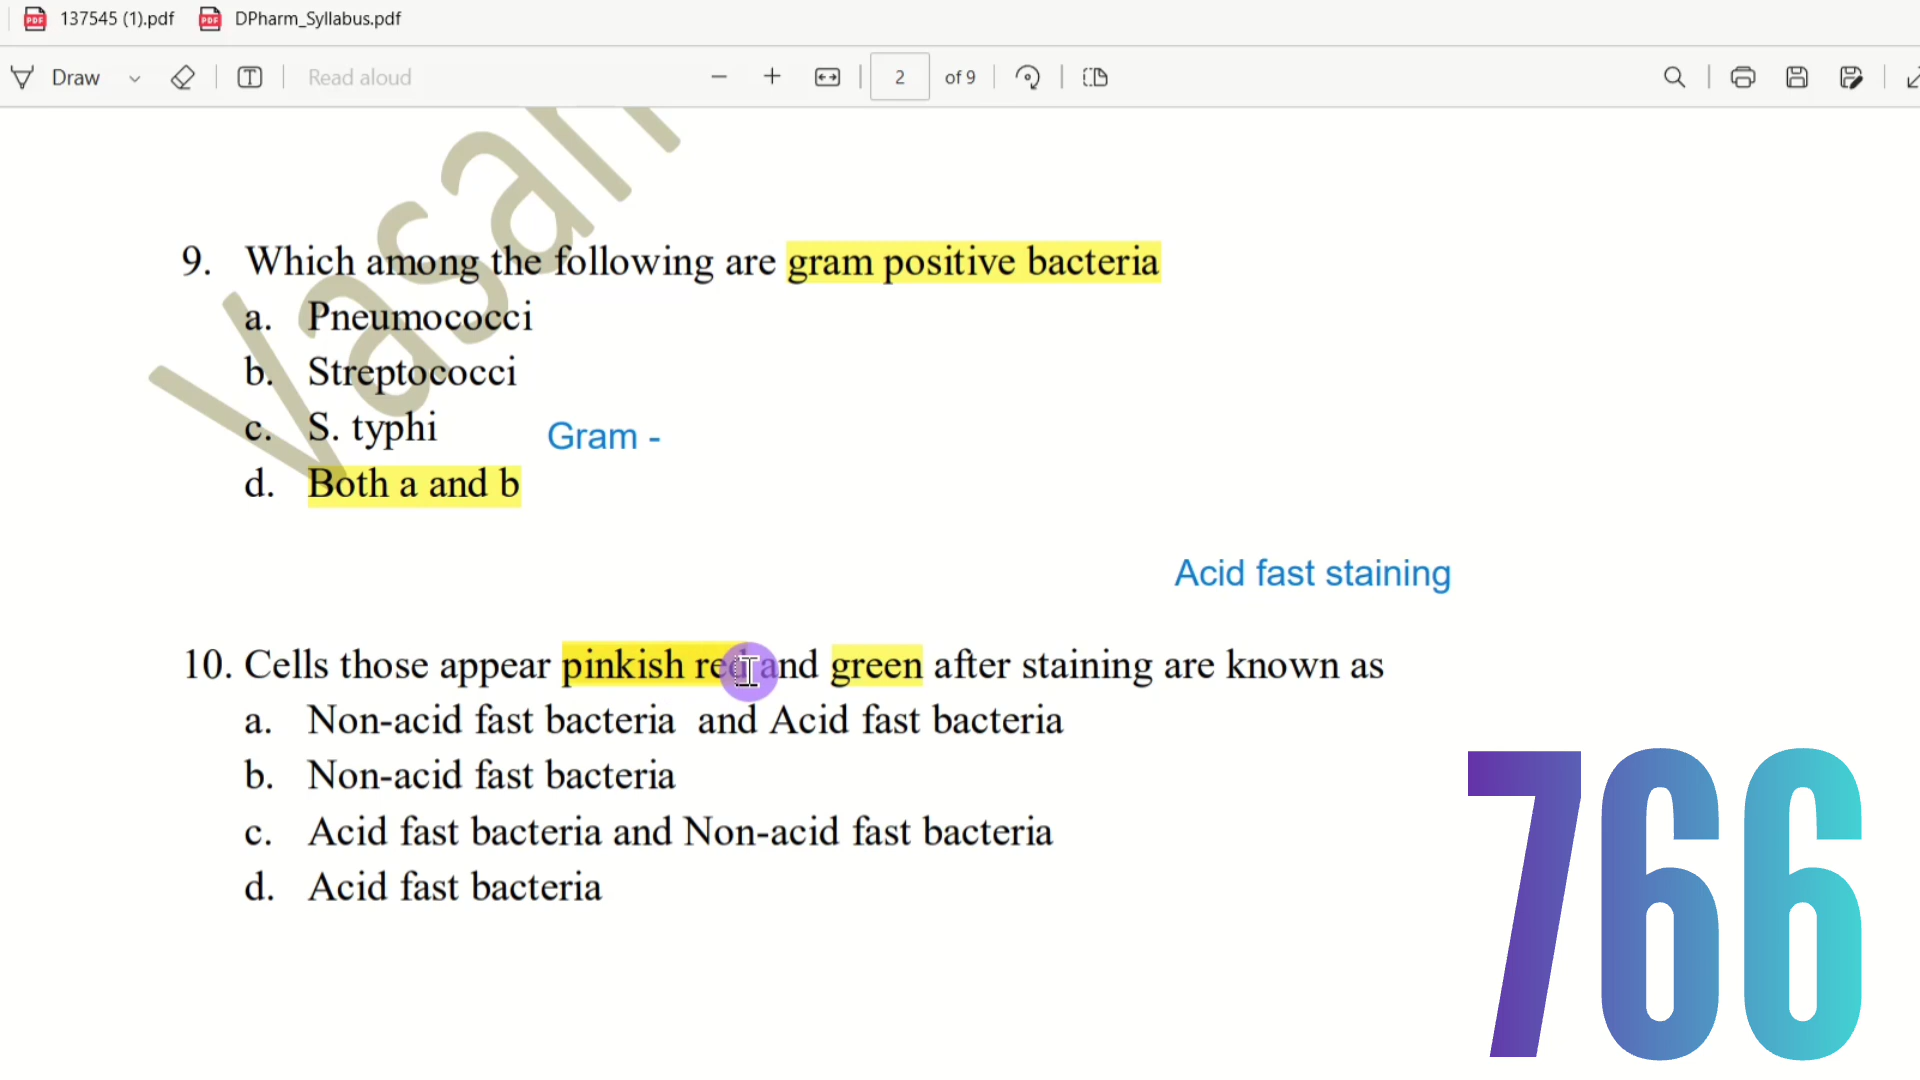 137545 (1).pdf DPharm_Syllabus.pdf
Draw Read aloud 2 of 9
Vasan
9. Which among the following are gram positive bacteria
a. Pneumococci
b. Streptococci
c. S. typhi Gram -
d. Both a and b
Acid fast staining
10. Cells those appear pinkish red and green after staining are known as
a. Non-acid fast bacteria and Acid fast bacteria
b. Non-acid fast bacteria
c. Acid fast bacteria and Non-acid fast bacteria
d. Acid fast bacteria
766